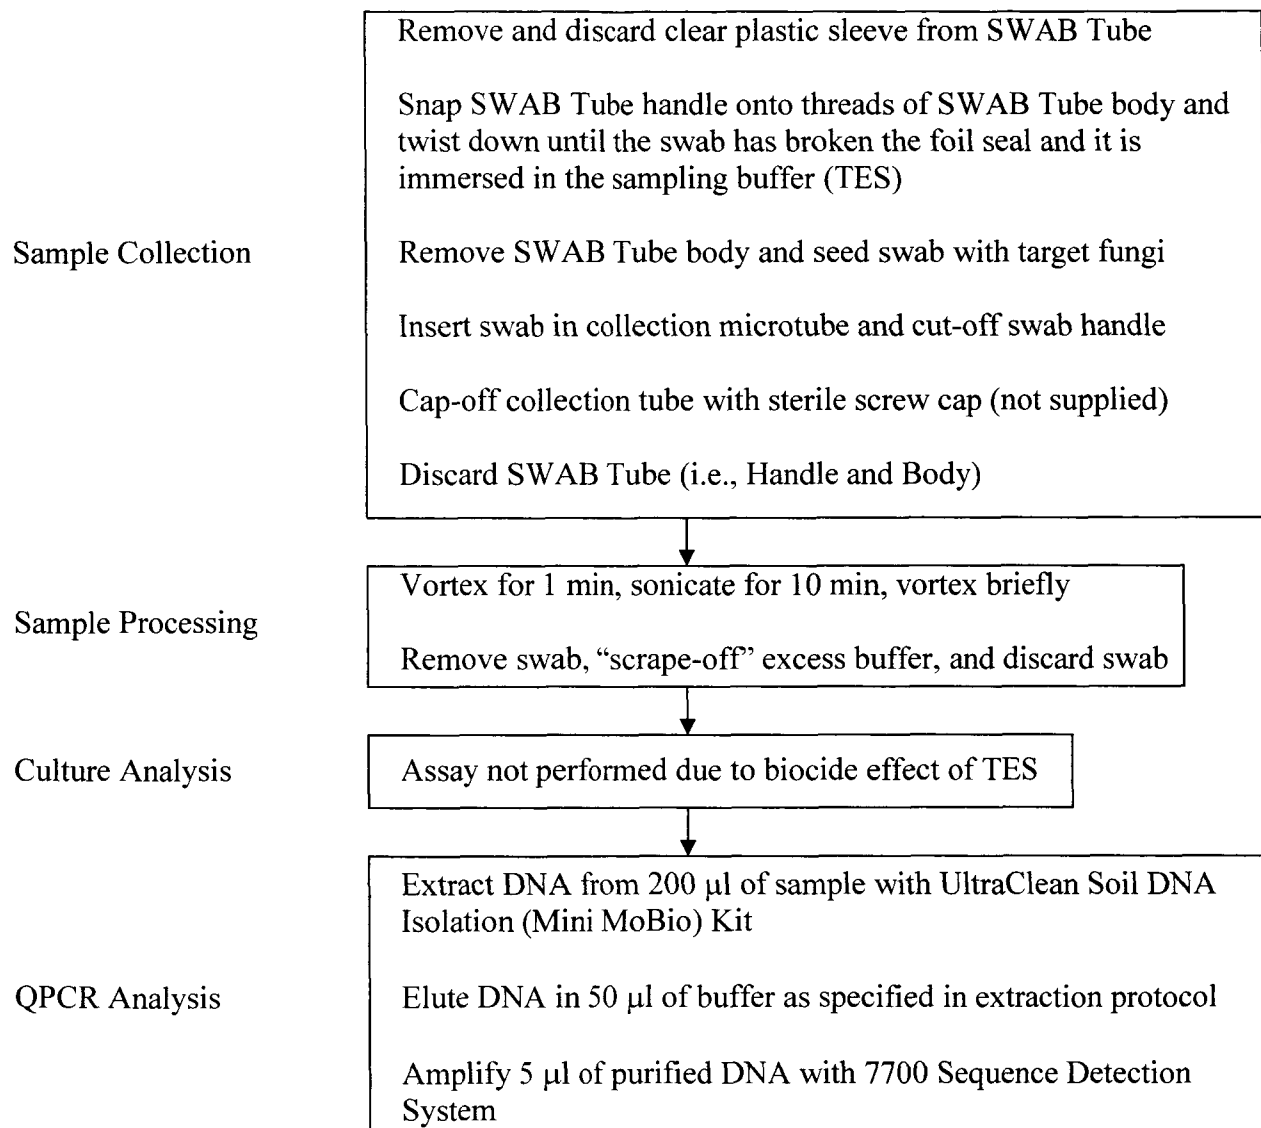 Remove and discard clear plastic sleeve from SWAB Tube
Snap SWAB Tube handle onto threads of SWAB Tube body and
twist down until the swab has broken the foil seal and it is
immersed in the sampling buffer (TES)
Sample Collection
Remove SWAB Tube body and seed swab with target fungi
Insert swab in collection microtube and cut-off swab handle
Cap-off collection tube with sterile screw cap (not supplied)
Discard SWAB Tube (i.e., Handle and Body)
Sample Processing
Vortex for 1 min, sonicate for 10 min, vortex briefly
Remove swab, “scrape-off” excess buffer, and discard swab
Culture Analysis
Assay not performed due to biocide effect of TES
QPCR Analysis
Extract DNA from 200 µl of sample with UltraClean Soil DNA
Isolation (Mini MoBio) Kit
Elute DNA in 50 µl of buffer as specified in extraction protocol
Amplify 5 µl of purified DNA with 7700 Sequence Detection
System